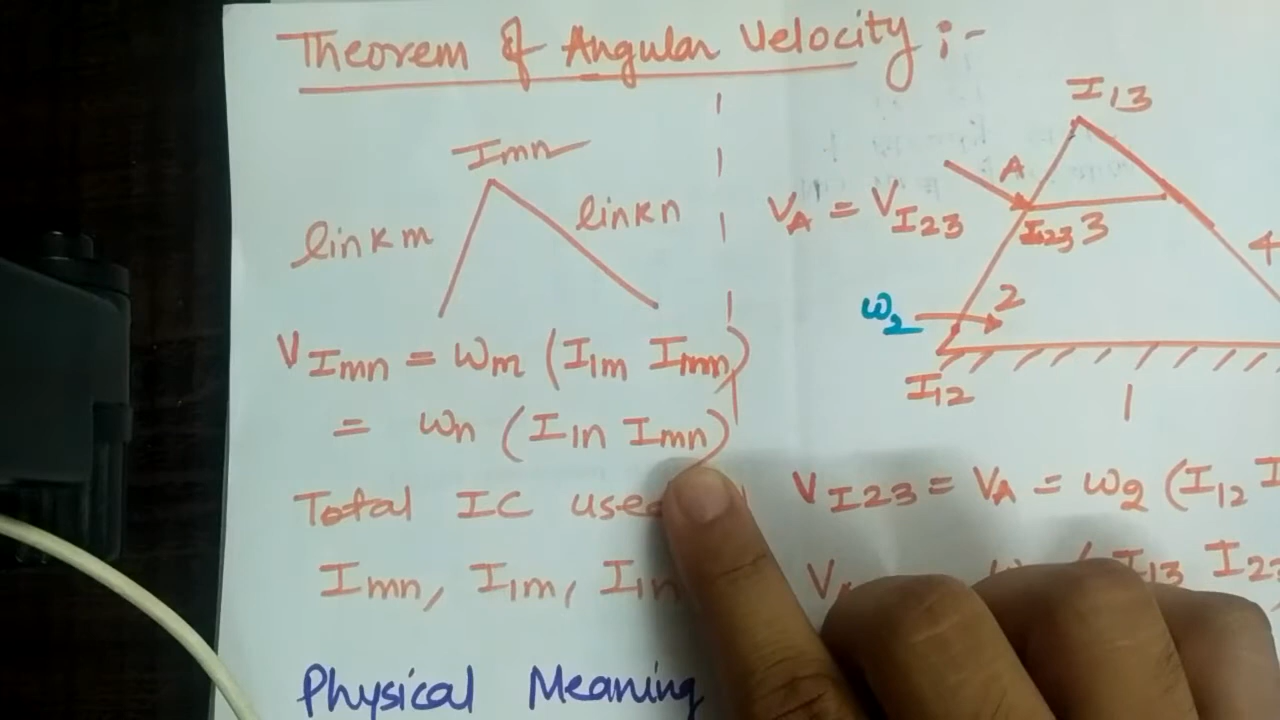 Theorem of Angular Velocity :-
Imn
link m
link n
VImn = ωm (I1m Imn)
= ωn (I1n Imn)
Total IC used
Imn, I1m, I1n
Physical Meaning
I13
A
VA = VI23
I23 3
4
ω2
2
I12
1
VI23 = VA = ω2 (I12 I
I13 I23